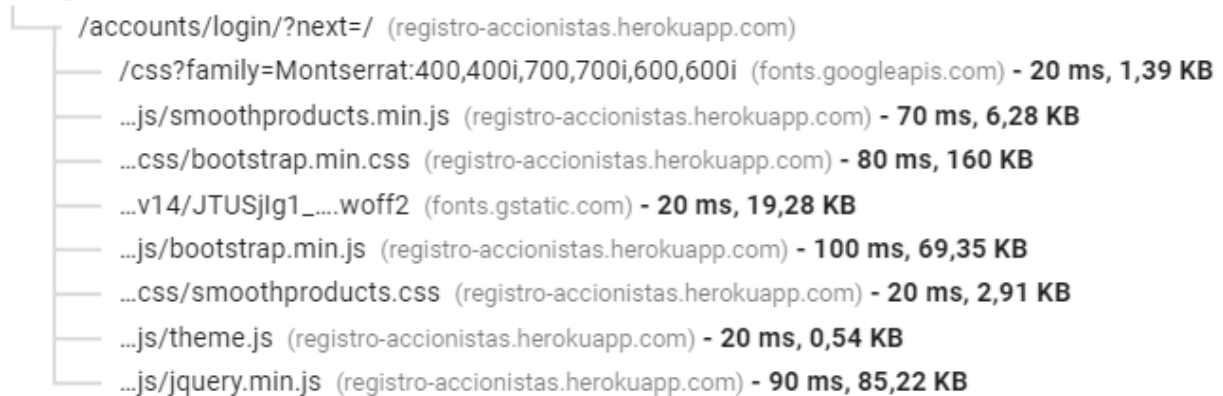 /accounts/login/?next=/ (registro-accionistas.herokuapp.com)
/css?family=Montserrat:400,400i,700,700i,600,600i (fonts.googleapis.com) - 20 ms, 1,39 KB
…js/smoothproducts.min.js (registro-accionistas.herokuapp.com) - 70 ms, 6,28 KB
…css/bootstrap.min.css (registro-accionistas.herokuapp.com) - 80 ms, 160 KB
…v14/JTUSjIg1_….woff2 (fonts.gstatic.com) - 20 ms, 19,28 KB
…js/bootstrap.min.js (registro-accionistas.herokuapp.com) - 100 ms, 69,35 KB
…css/smoothproducts.css (registro-accionistas.herokuapp.com) - 20 ms, 2,91 KB
…js/theme.js (registro-accionistas.herokuapp.com) - 20 ms, 0,54 KB
…js/jquery.min.js (registro-accionistas.herokuapp.com) - 90 ms, 85,22 KB